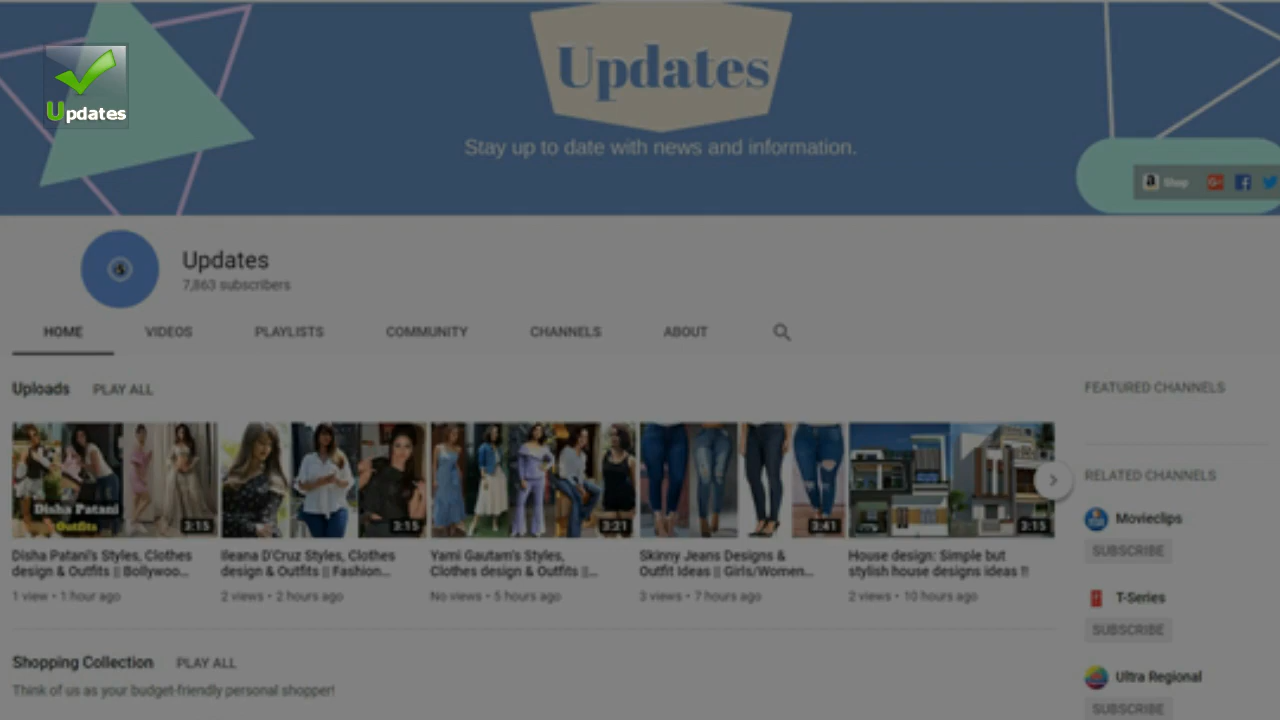 Updates
Updates
Stay up to date with news and information.
Shop
Updates
7,863 subscribers
HOME VIDEOS PLAYLISTS COMMUNITY CHANNELS ABOUT
Uploads PLAY ALL
FEATURED CHANNELS
Disha Patani
Outfits
3:15
3:15
3:21
3:41
3:15
Disha Patani's Styles, Clothes
design & Outfits || Bollywoo...
1 view • 1 hour ago
Ileana D'Cruz Styles, Clothes
design & Outfits || Fashion...
2 views • 2 hours ago
Yami Gautam's Styles,
Clothes design & Outfits ||...
No views • 5 hours ago
Skinny Jeans Designs &
Outfit Ideas || Girls/Women...
3 views • 7 hours ago
House design: Simple but
stylish house designs ideas !!
2 views • 10 hours ago
RELATED CHANNELS
Movieclips
SUBSCRIBE
T-Series
SUBSCRIBE
Ultra Regional
SUBSCRIBE
Shopping Collection PLAY ALL
Think of us as your budget-friendly personal shopper!